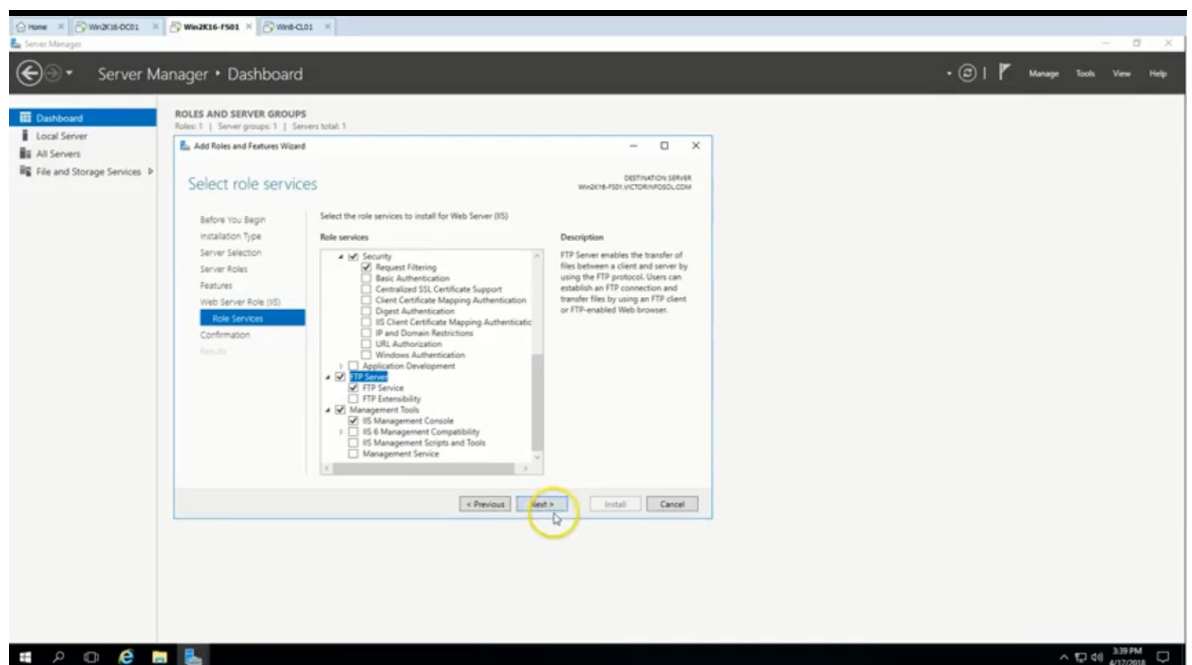 Home × Win2K16-DC01 × Win2K16-FS01 × Win8-CL01 ×
Server Manager
Server Manager • Dashboard
Manage Tools View Help
Dashboard
Local Server
All Servers
File and Storage Services
ROLES AND SERVER GROUPS
Roles: 1 | Server groups: 1 | Servers total: 1
Add Roles and Features Wizard
Select role services
DESTINATION SERVER
Win2K16-FS01.VICTORINFOSOL.COM
Before You Begin
Installation Type
Server Selection
Server Roles
Features
Web Server Role (IIS)
Role Services
Confirmation
Results
Select the role services to install for Web Server (IIS)
Role services
Security
Request Filtering
Basic Authentication
Centralized SSL Certificate Support
Client Certificate Mapping Authentication
Digest Authentication
IIS Client Certificate Mapping Authenticatic
IP and Domain Restrictions
URL Authorization
Windows Authentication
Application Development
FTP Server
FTP Service
FTP Extensibility
Management Tools
IIS Management Console
IIS 6 Management Compatibility
IIS Management Scripts and Tools
Management Service
Description
FTP Server enables the transfer of
files between a client and server by
using the FTP protocol. Users can
establish an FTP connection and
transfer files by using an FTP client
or FTP-enabled Web browser.
< Previous Next > Install Cancel
3:39 PM
4/17/2018